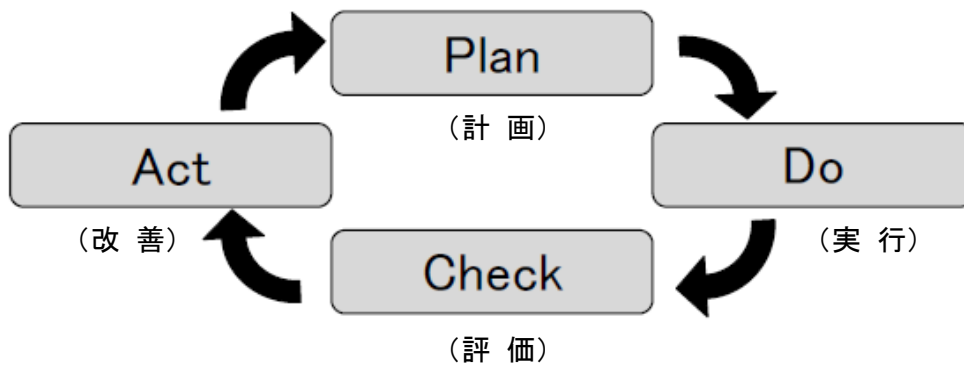 Plan
（計 画）
Do
（実 行）
Check
（評 価）
Act
（改 善）